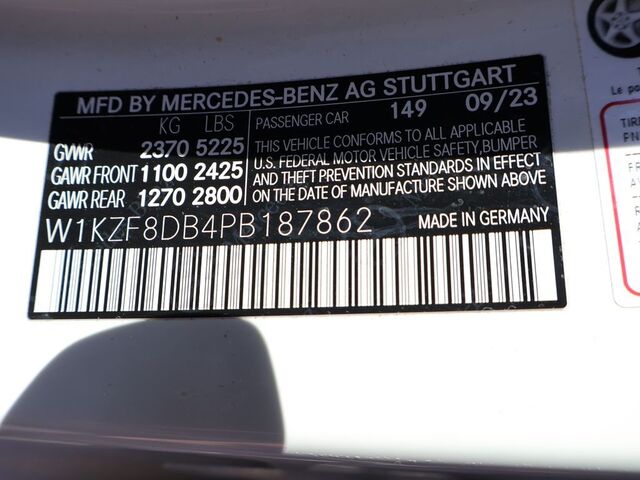 MFD BY MERCEDES-BENZ AG STUTTGART
KG LBS PASSENGER CAR 149 09/23
GVWR 2370 5225
GAWR FRONT 1100 2425
GAWR REAR 1270 2800
THIS VEHICLE CONFORMS TO ALL APPLICABLE
U.S. FEDERAL MOTOR VEHICLE SAFETY, BUMPER,
AND THEFT PREVENTION STANDARDS IN EFFECT
ON THE DATE OF MANUFACTURE SHOWN ABOVE
W1KZF8DB4PB187862
MADE IN GERMANY
Le
TIRE